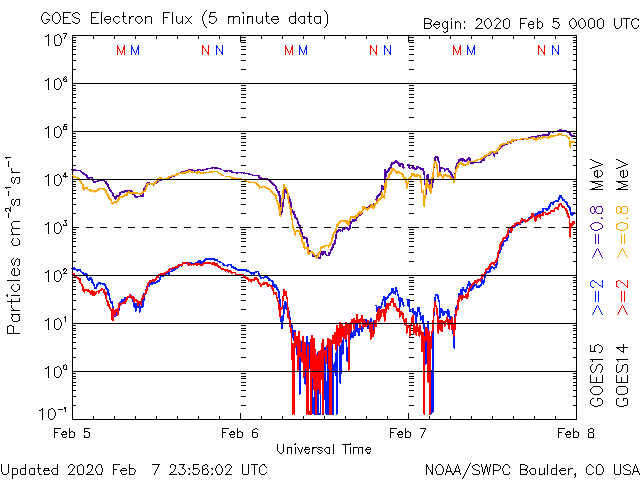 GOES Electron Flux (5 minute data)
Begin: 2020 Feb 5 0000 UTC
10⁷
M M N N M M N N M M N N
10⁶
10⁵
10⁴
10³
10²
10¹
10⁰
10⁻¹
Particles cm⁻²s⁻¹sr⁻¹
GOES15 >=2 >=0.8 MeV
GOES14 >=2 >=0.8 MeV
Feb 5 Feb 6 Feb 7 Feb 8
Universal Time
Updated 2020 Feb 7 23:56:02 UTC
NOAA/SWPC Boulder, CO USA